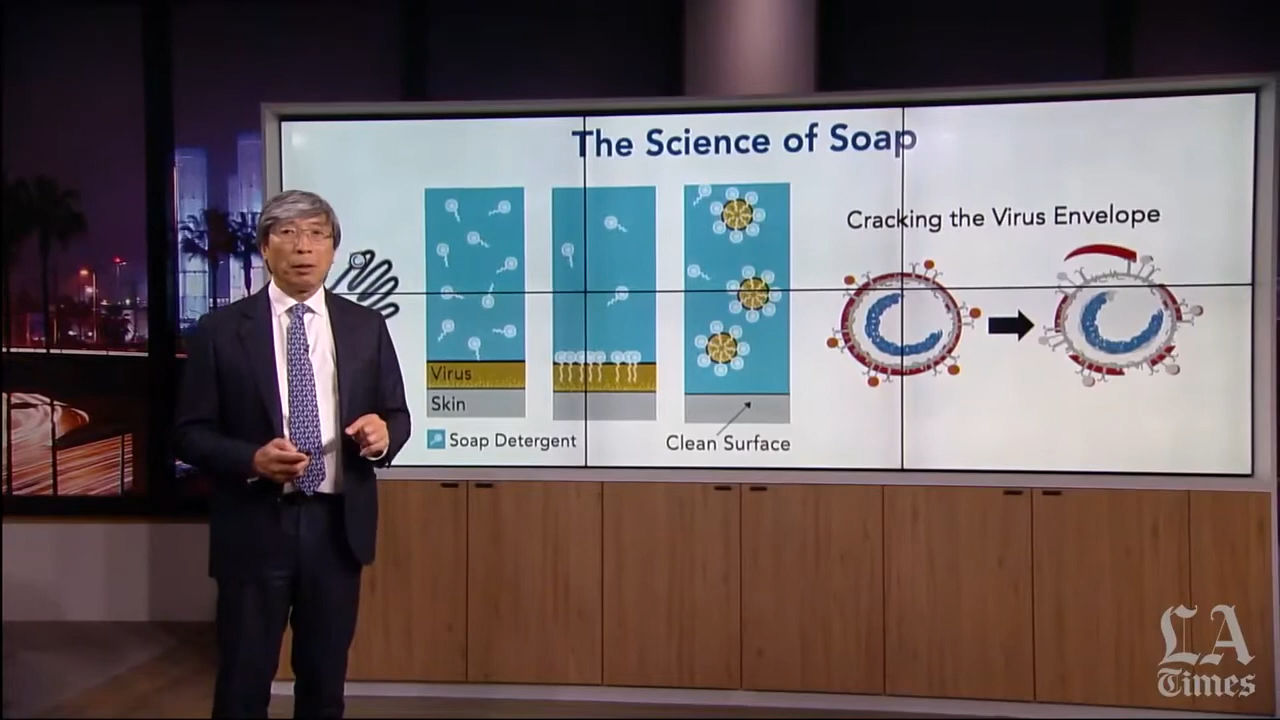 The Science of Soap
Cracking the Virus Envelope
Virus
Skin
Soap Detergent
Clean Surface
LA
Times